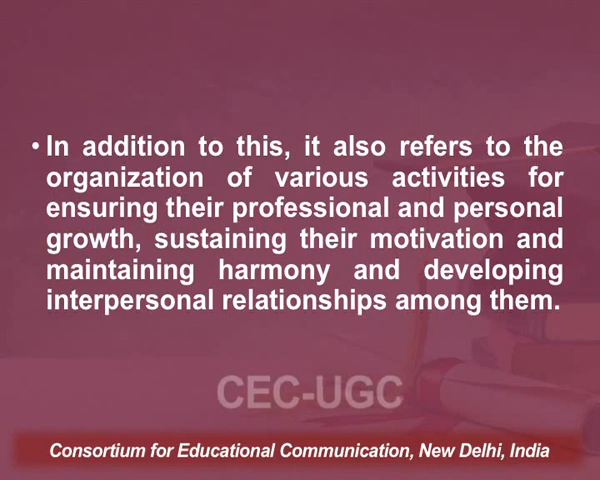 • In addition to this, it also refers to the
organization of various activities for
ensuring their professional and personal
growth, sustaining their motivation and
maintaining harmony and developing
interpersonal relationships among them.
CEC-UGC
Consortium for Educational Communication, New Delhi, India